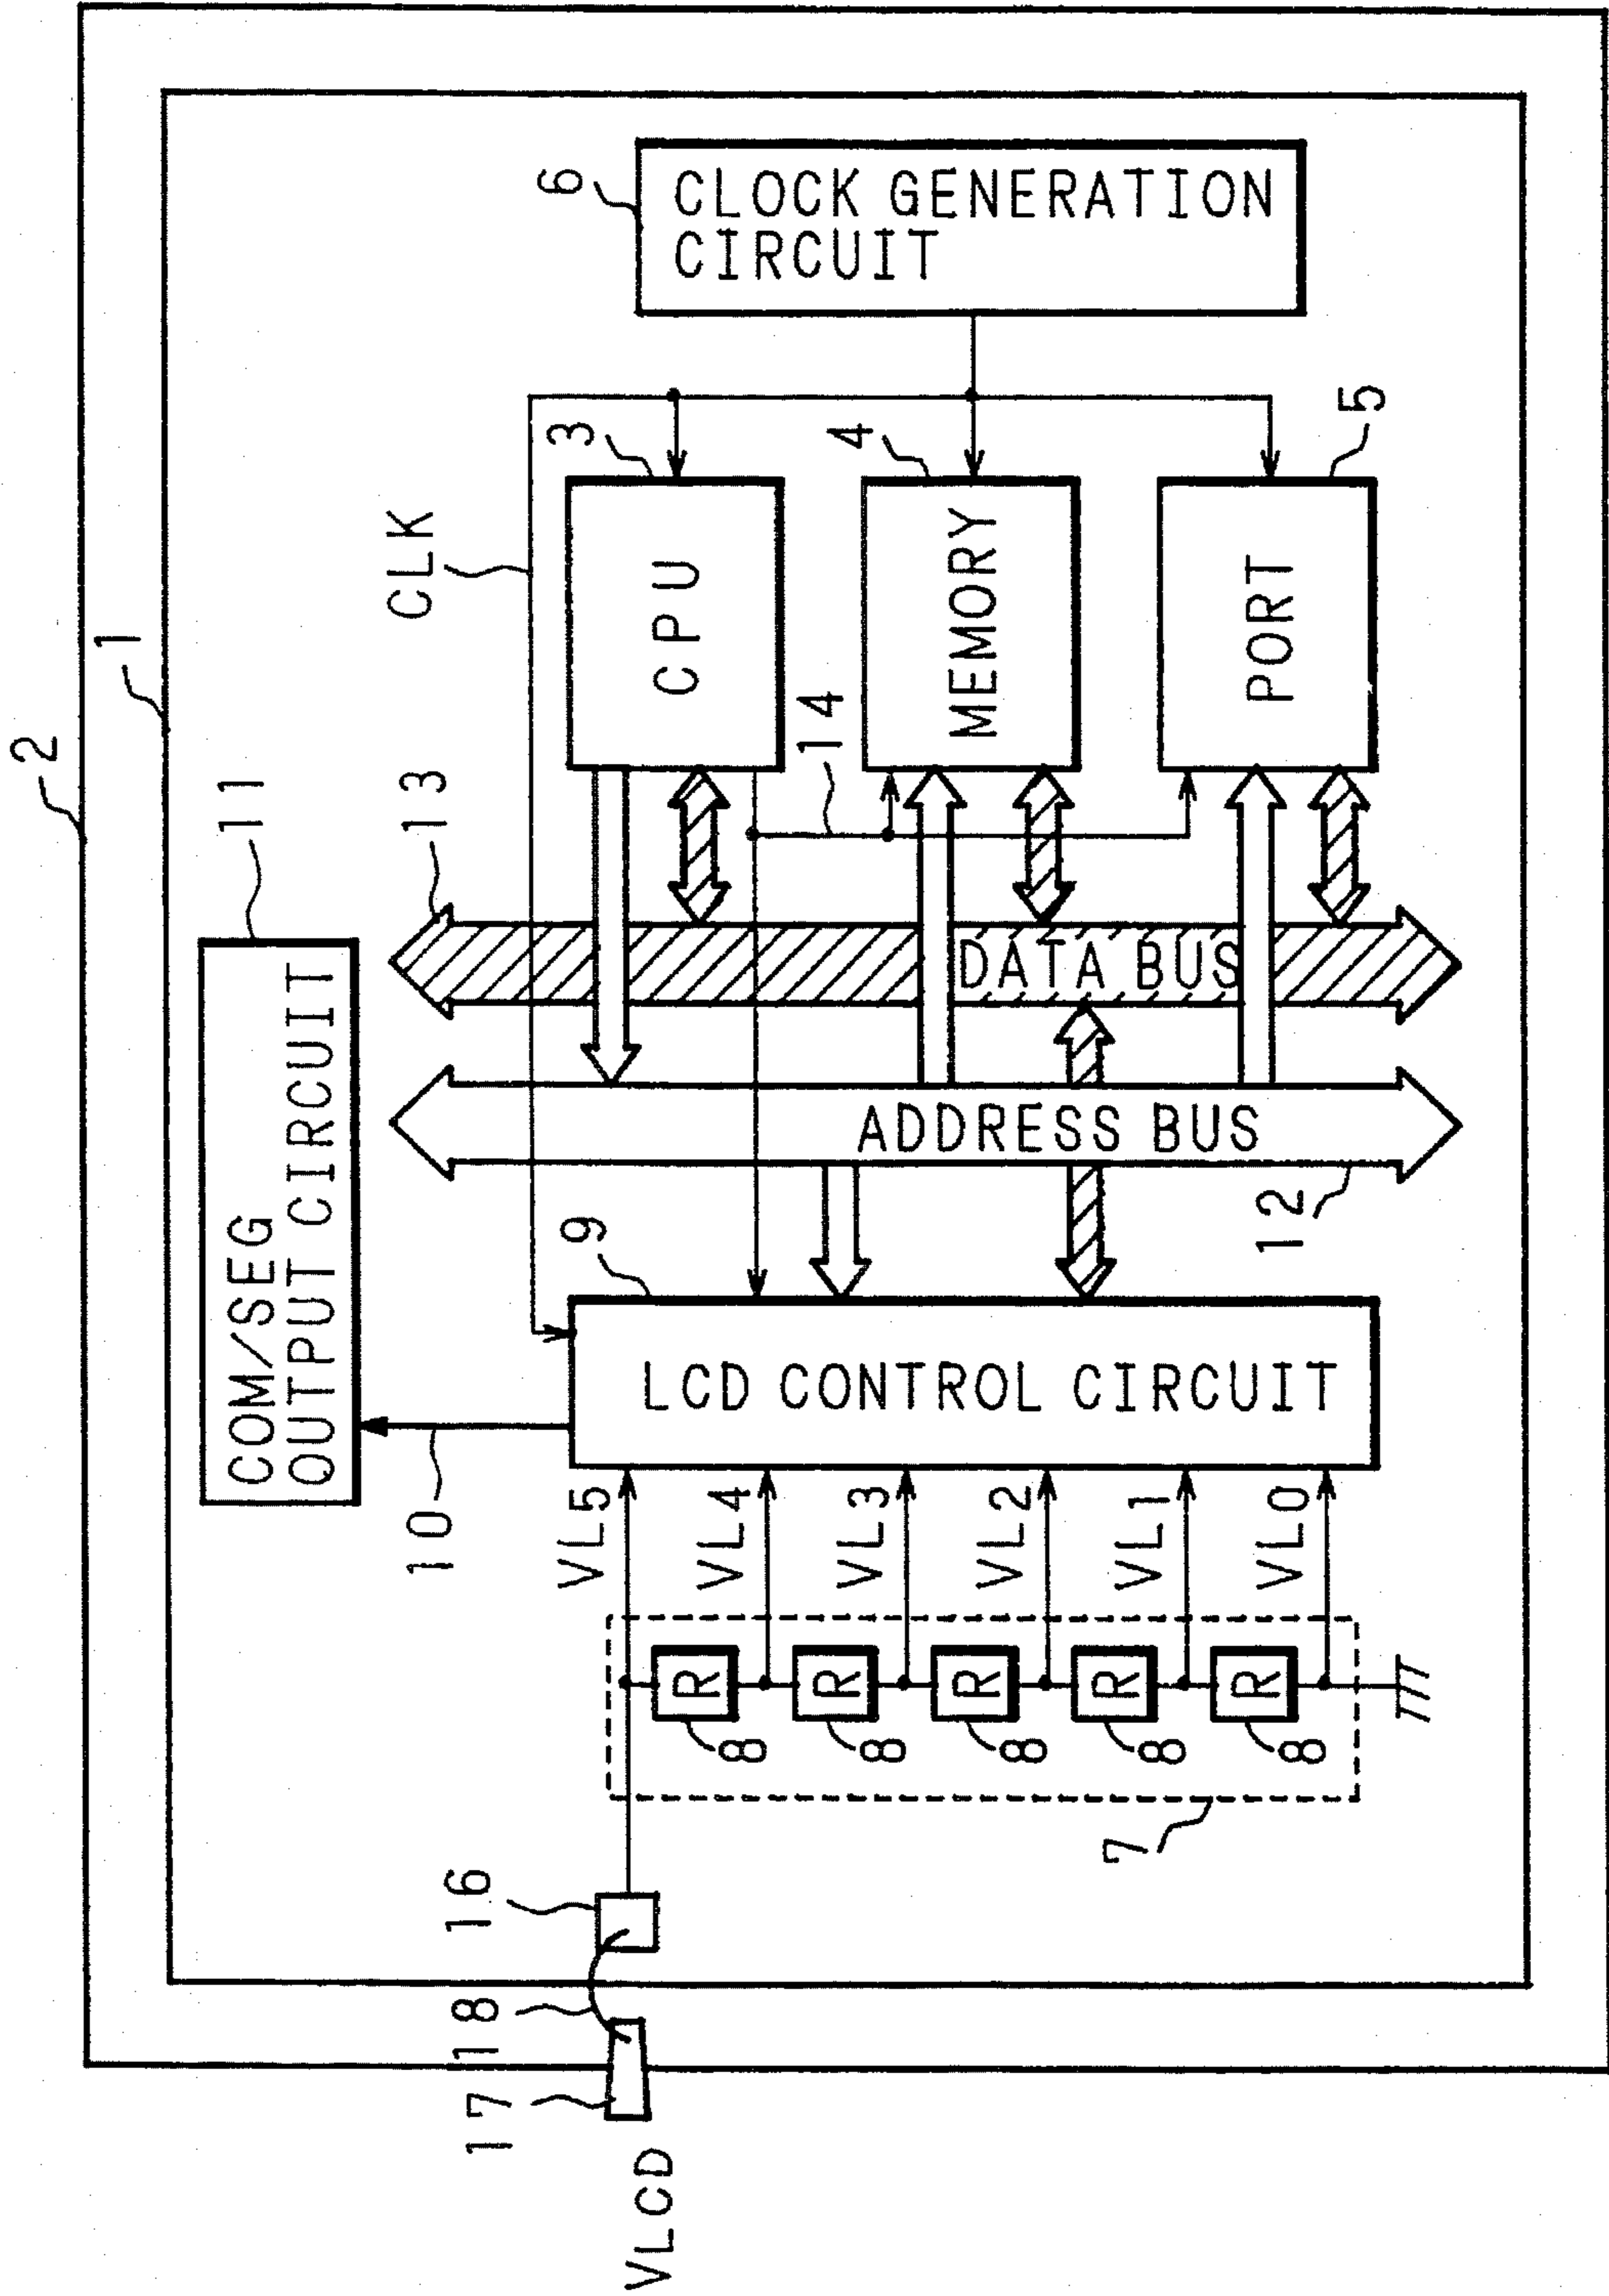 2
1
11
COM/SEG
OUTPUT CIRCUIT
13
CLK
6
CLOCK GENERATION
CIRCUIT
10
9
3
CPU
VLCD
17
18
16
VL5
VL4
VL3
VL2
VL1
VL0
R
R
R
R
R
8
8
8
8
8
7
LCD CONTROL CIRCUIT
ADDRESS BUS
12
DATA BUS
14
4
MEMORY
5
PORT